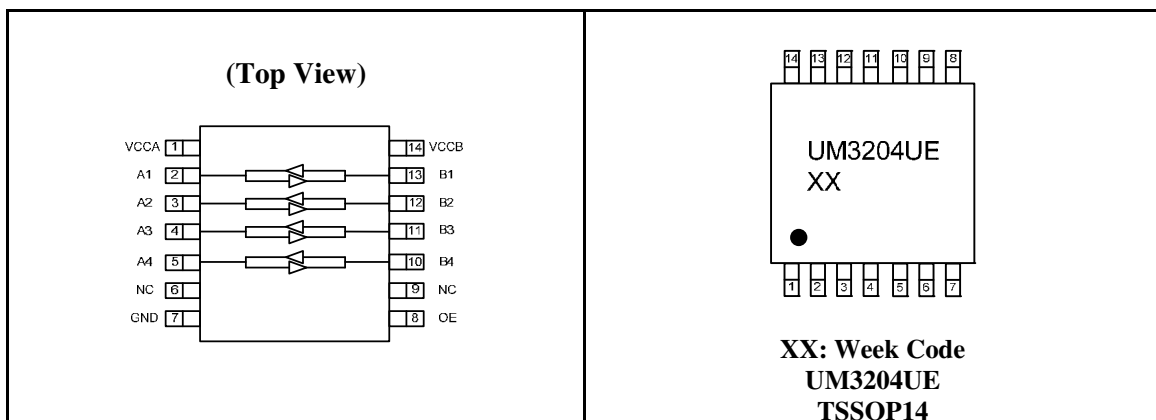 (Top View)
VCCA 1 14 VCCB
A1 2 13 B1
A2 3 12 B2
A3 4 11 B3
A4 5 10 B4
NC 6 9 NC
GND 7 8 OE
14 13 12 11 10 9 8
UM3204UE
XX
1 2 3 4 5 6 7
XX: Week Code
UM3204UE
TSSOP14